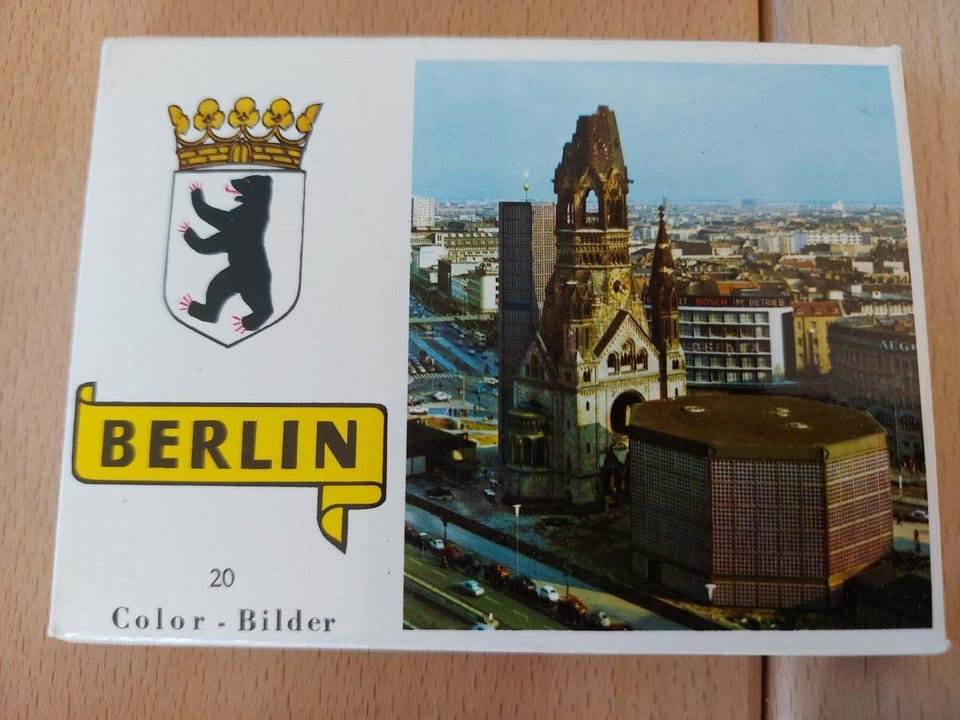 BERLIN
20
Color - Bilder
BOSCH IM BETRIEB
AEG